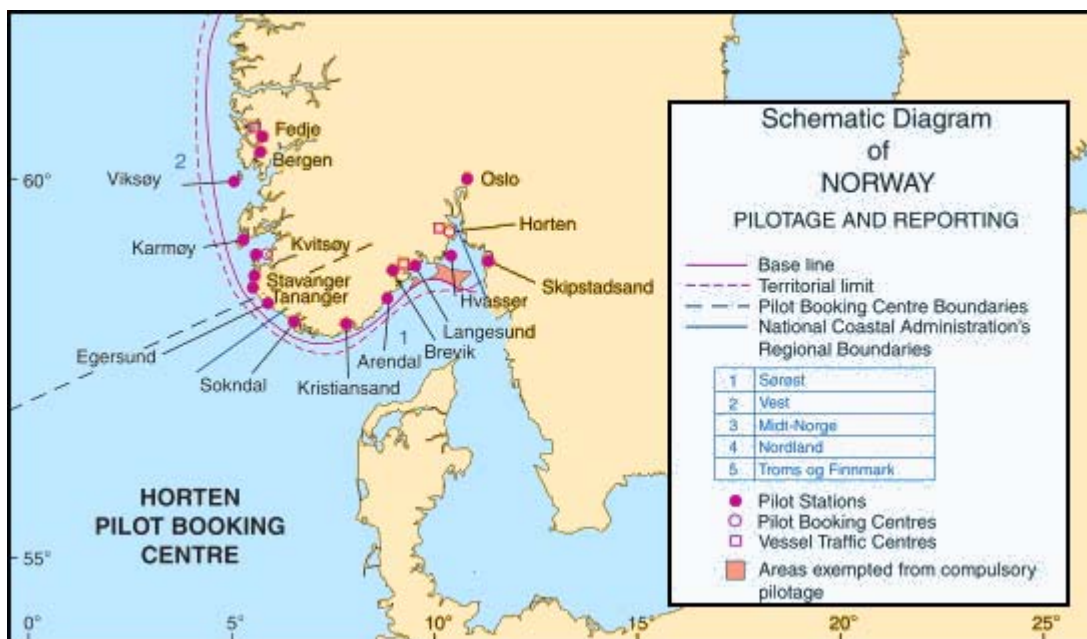 Fedje
2
Bergen
60°
Viksøy
Oslo
Horten
Karmøy
Kvitsøy
Stavanger
Tananger
Skipstadsand
Hvasser
Langesund
1
Brevik
Egersund
Arendal
Sokndal
Kristiansand
HORTEN
PILOT BOOKING
CENTRE
55°
0°
5°
10°
15°
20°
25°
Schematic Diagram
of
NORWAY
PILOTAGE AND REPORTING
Base line
Territorial limit
Pilot Booking Centre Boundaries
National Coastal Administration's
Regional Boundaries
1 Sørøst
2 Vest
3 Midt-Norge
4 Nordland
5 Troms og Finnmark
Pilot Stations
Pilot Booking Centres
Vessel Traffic Centres
Areas exempted from compulsory
pilotage